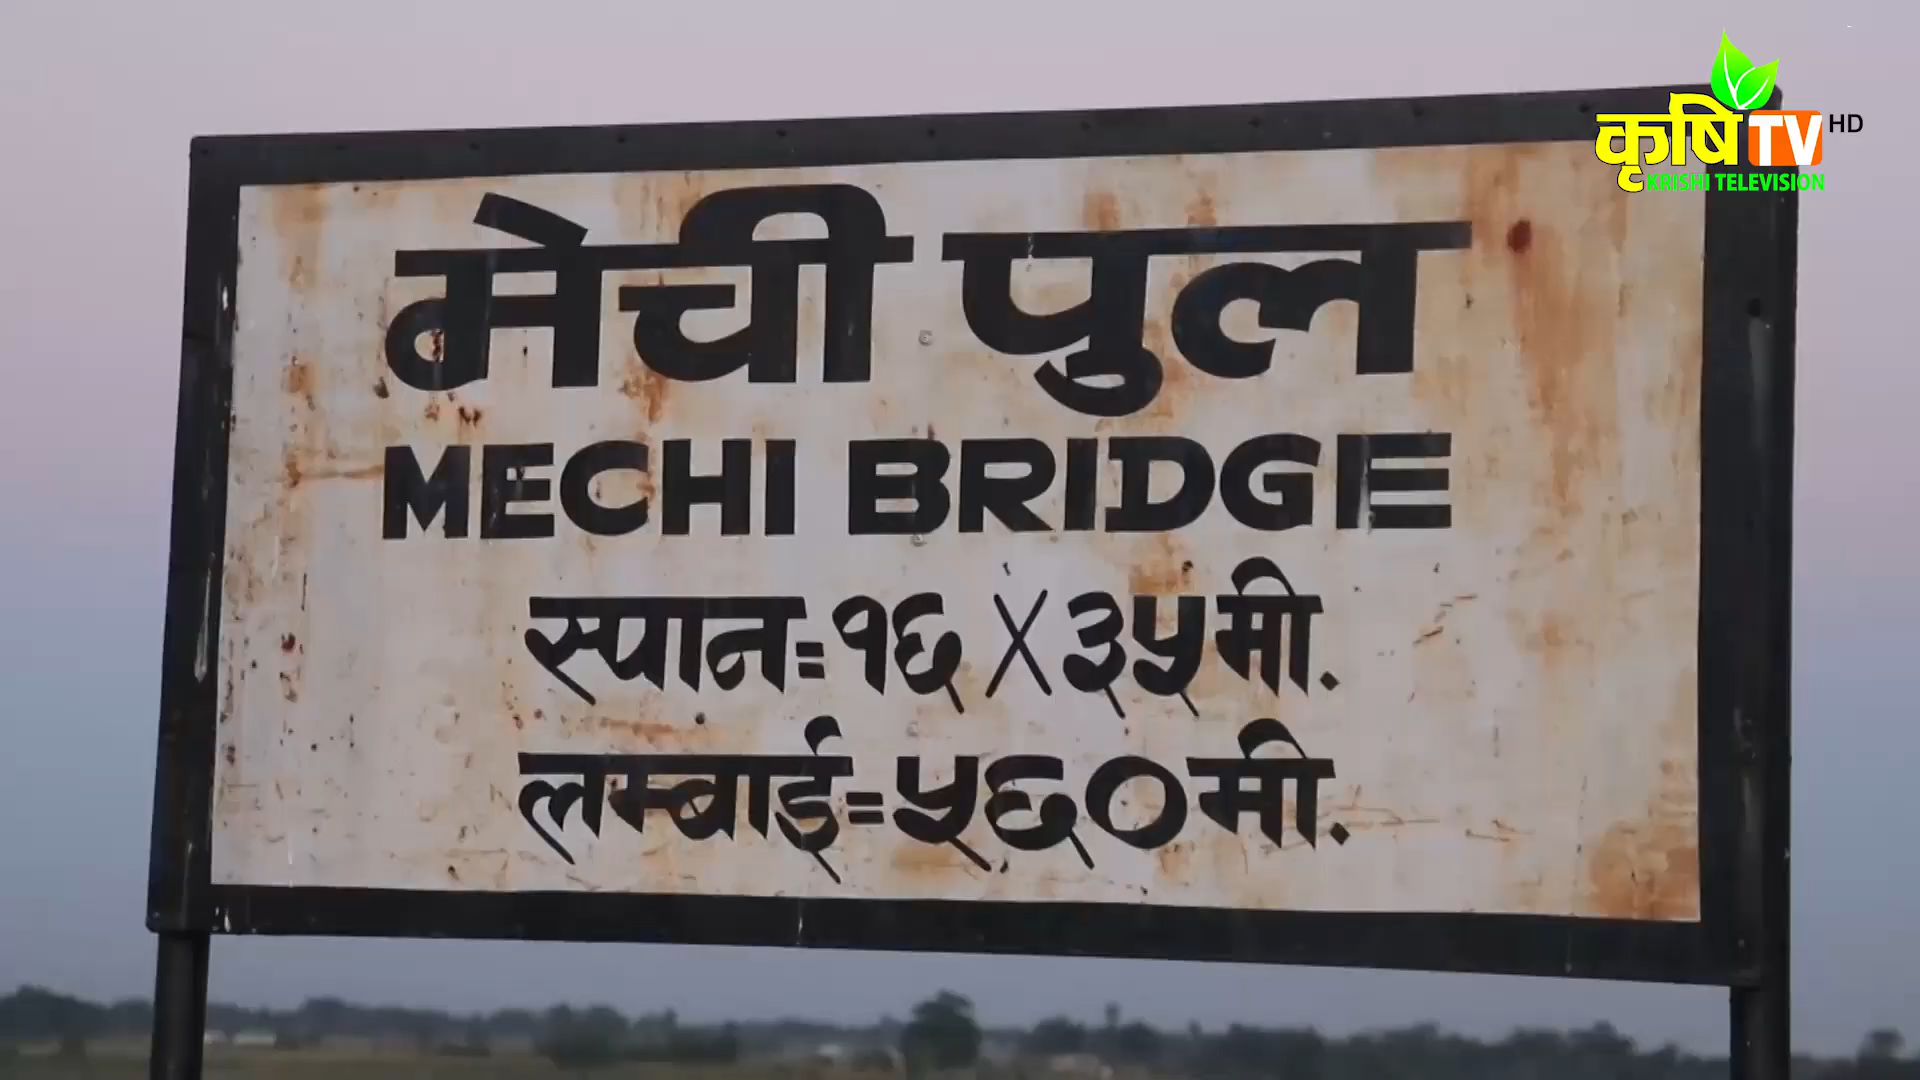 कृषि TV HD
KRISHI TELEVISION
मेची पुल
MECHI BRIDGE
स्पान=१६ X ३५ मी.
लम्बाई=५६० मी.